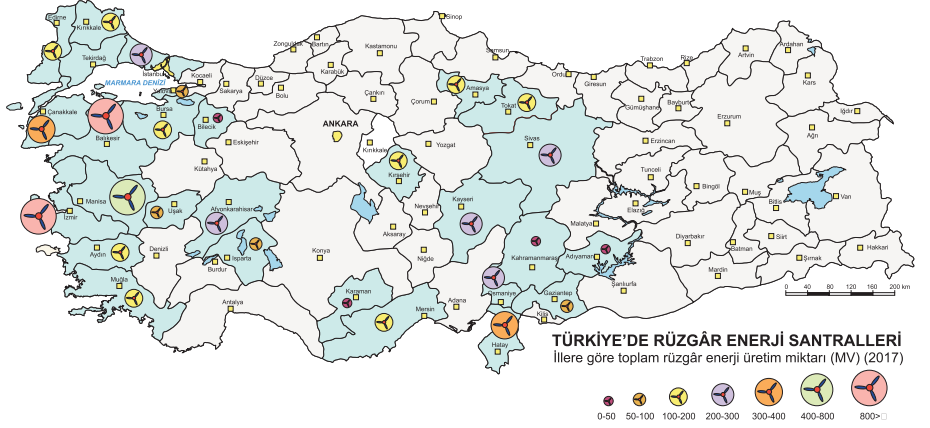 Edirne
Kırıkkale
Tekirdağ
İstanbul
MARMARA DENİZİ
Yalova
Kocaeli
Sakarya
Düzce
Bolu
Zonguldak
Bartın
Karabük
Kastamonu
Sinop
Çankırı
Samsun
Çorum
Amasya
Tokat
Ordu
Giresun
Trabzon
Rize
Artvin
Ardahan
Kars
Iğdır
Gümüşhane
Bayburt
Erzurum
Ağrı
Çanakkale
Balıkesir
Bursa
Bilecik
Eskişehir
Kütahya
ANKARA
Kırıkkale
Yozgat
Kırşehir
Sivas
Erzincan
Tunceli
Bingöl
Muş
Bitlis
Van
Elazığ
Manisa
İzmir
Uşak
Afyonkarahisar
Nevşehir
Kayseri
Aksaray
Malatya
Diyarbakır
Batman
Siirt
Şırnak
Hakkari
Mardin
Aydın
Denizli
Burdur
Isparta
Konya
Niğde
Kahramanmaraş
Adıyaman
Şanlıurfa
Muğla
Antalya
Karaman
Mersin
Adana
Osmaniye
Gaziantep
Kilis
Hatay
0 40 80 120 160 200 km
TÜRKİYE’DE RÜZGÂR ENERJİ SANTRALLERİ
İllere göre toplam rüzgâr enerji üretim miktarı (MV) (2017)
0-50 50-100 100-200 200-300 300-400 400-800 800>